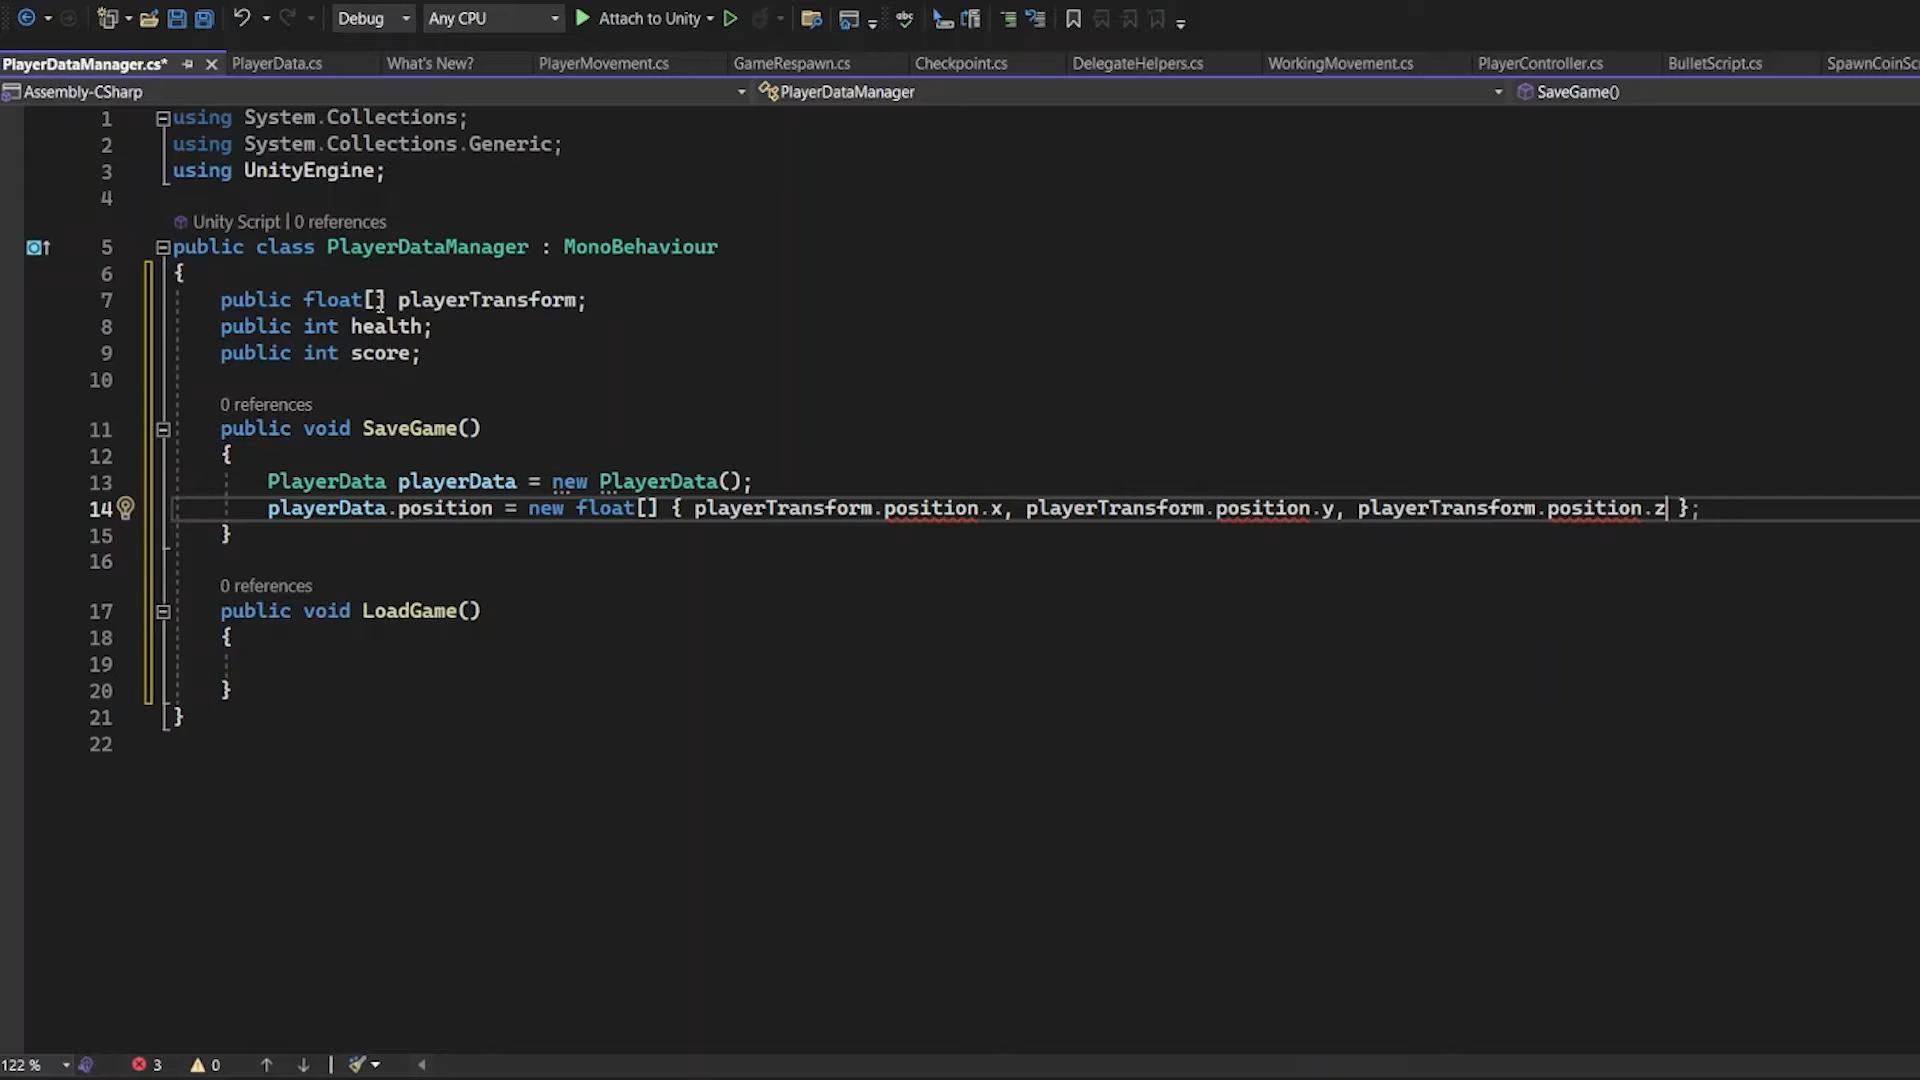 Debug Any CPU Attach to Unity
PlayerDataManager.cs* PlayerData.cs What's New? PlayerMovement.cs GameRespawn.cs Checkpoint.cs DelegateHelpers.cs WorkingMovement.cs PlayerController.cs BulletScript.cs SpawnCoinSc
Assembly-CSharp PlayerDataManager SaveGame()
1 using System.Collections;
2 using System.Collections.Generic;
3 using UnityEngine;
4
Unity Script | 0 references
5 public class PlayerDataManager : MonoBehaviour
6 {
7 public float[] playerTransform;
8 public int health;
9 public int score;
10
0 references
11 public void SaveGame()
12 {
13 PlayerData playerData = new PlayerData();
14 playerData.position = new float[] { playerTransform.position.x, playerTransform.position.y, playerTransform.position.z };
15 }
16
0 references
17 public void LoadGame()
18 {
19
20 }
21 }
22
122 % 3 0